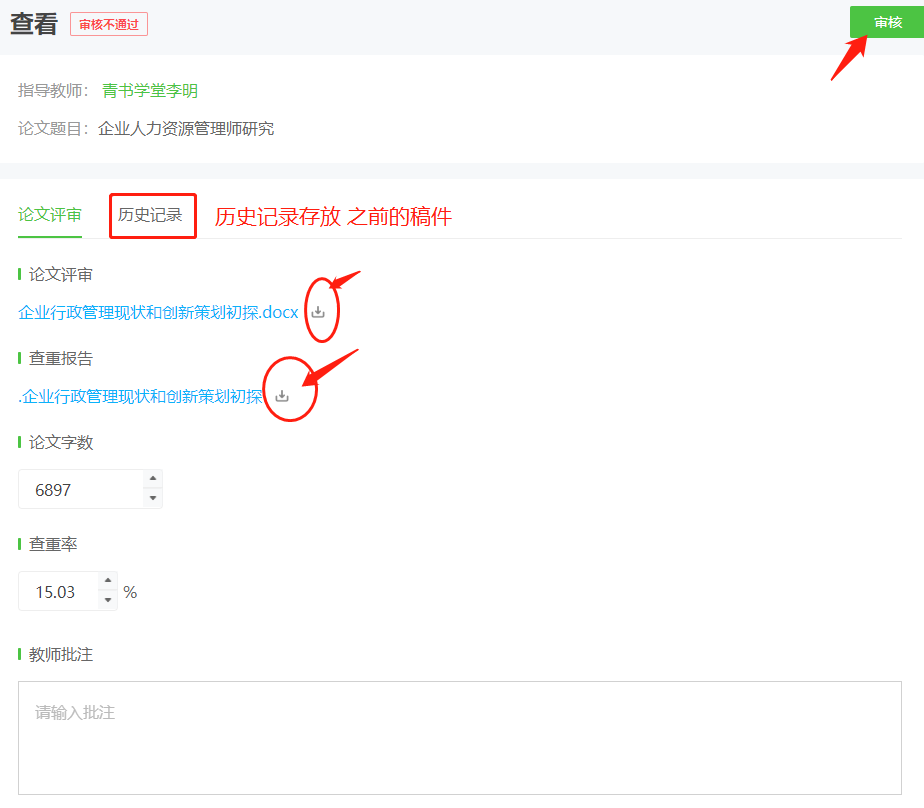 查看 审核不通过 审核
指导教师： 青书学堂李明
论文题目： 企业人力资源管理师研究
论文评审 历史记录 历史记录存放 之前的稿件
论文评审
企业行政管理现状和创新策划初探.docx
查重报告
.企业行政管理现状和创新策划初探
论文字数
6897
查重率
15.03 %
教师批注
请输入批注